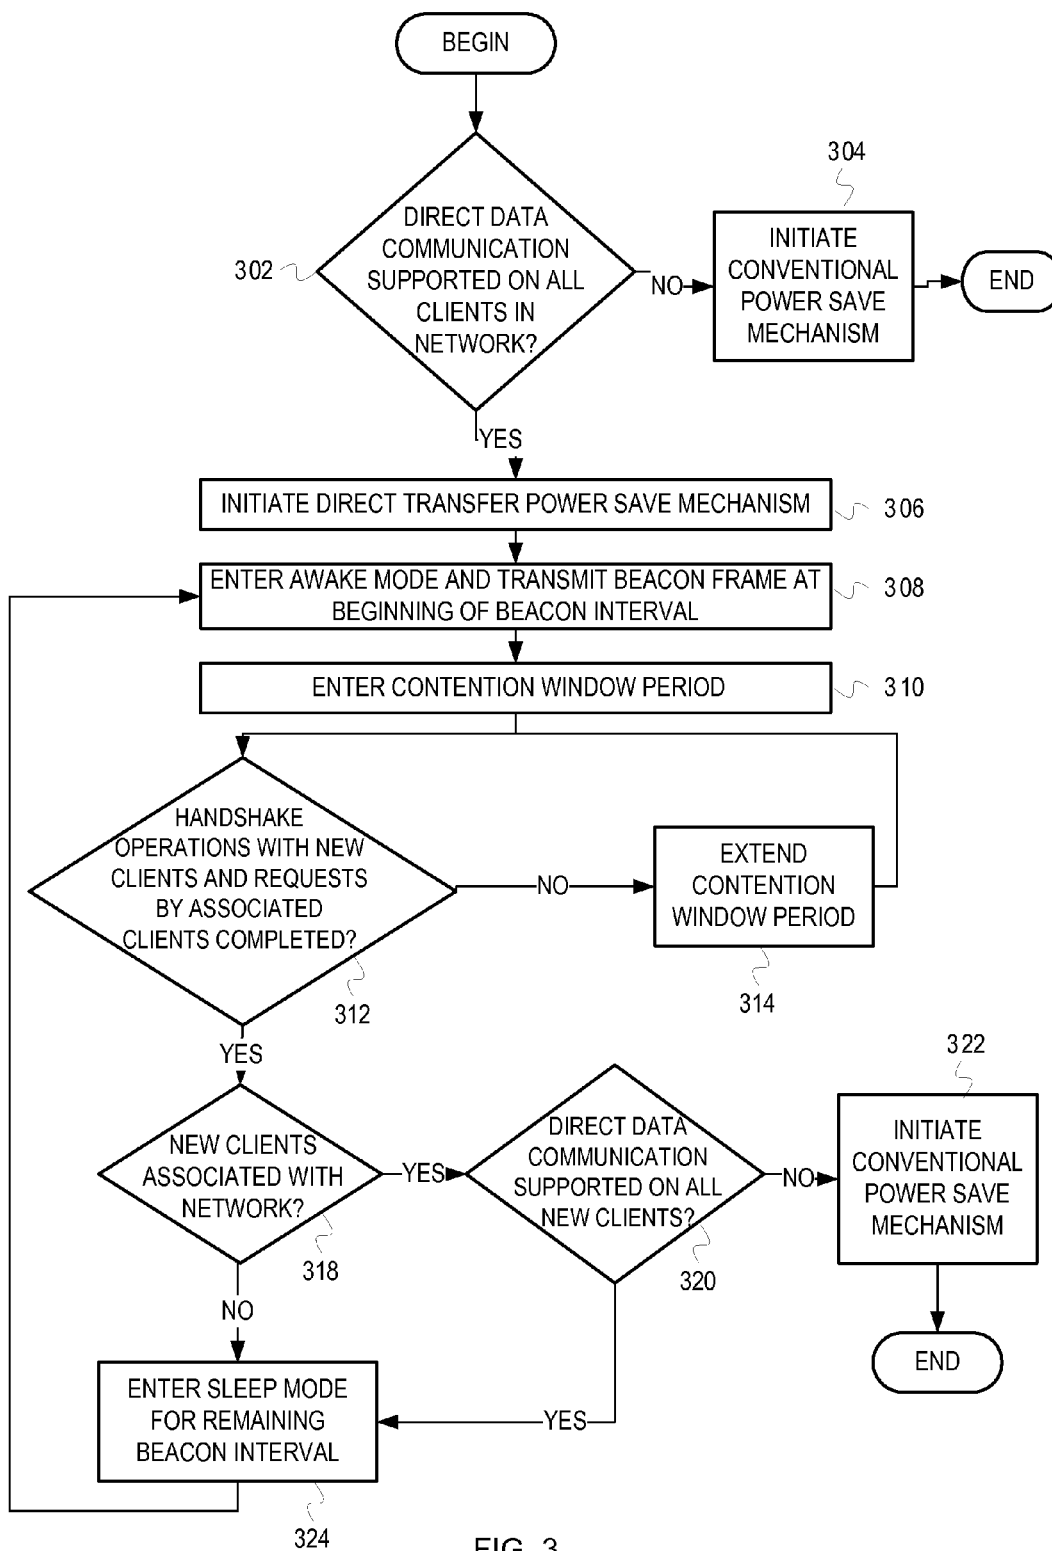 BEGIN
304
DIRECT DATA
COMMUNICATION
SUPPORTED ON ALL
CLIENTS IN
NETWORK?
302
NO
INITIATE
CONVENTIONAL
POWER SAVE
MECHANISM
END
YES
INITIATE DIRECT TRANSFER POWER SAVE MECHANISM
306
ENTER AWAKE MODE AND TRANSMIT BEACON FRAME AT
BEGINNING OF BEACON INTERVAL
308
ENTER CONTENTION WINDOW PERIOD
310
HANDSHAKE
OPERATIONS WITH NEW
CLIENTS AND REQUESTS
BY ASSOCIATED
CLIENTS COMPLETED?
312
NO
EXTEND
CONTENTION
WINDOW PERIOD
314
YES
NEW CLIENTS
ASSOCIATED WITH
NETWORK?
318
YES
DIRECT DATA
COMMUNICATION
SUPPORTED ON ALL
NEW CLIENTS?
320
NO
322
INITIATE
CONVENTIONAL
POWER SAVE
MECHANISM
END
NO
YES
ENTER SLEEP MODE
FOR REMAINING
BEACON INTERVAL
324
FIG. 3